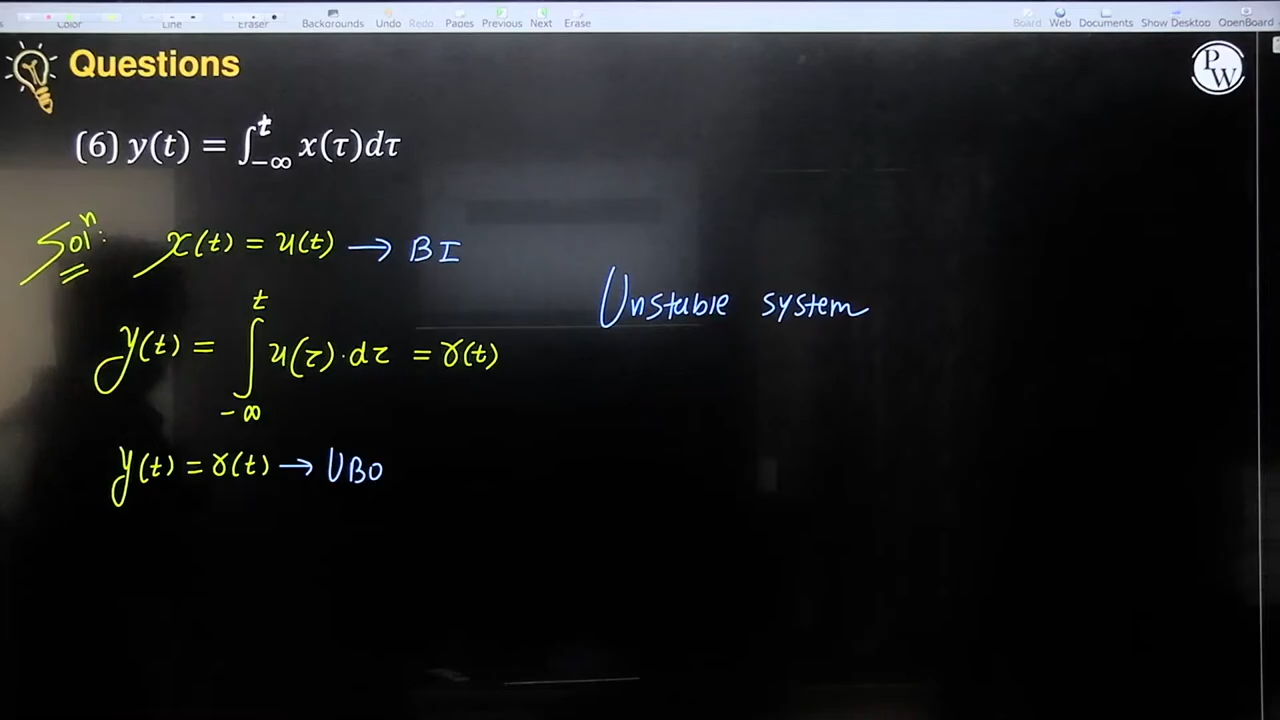 Color Line Eraser Backgrounds Undo Redo Pages Previous Next Erase Board Web Documents Show Desktop OpenBoard
Questions
PW
(6) y(t) = ∫_{-∞}^{t} x(τ)dτ
Solⁿ: x(t) = u(t) → BI
Unstable system
y(t) = ∫_{-∞}^{t} u(τ)·dτ = r(t)
y(t) = r(t) → UBO